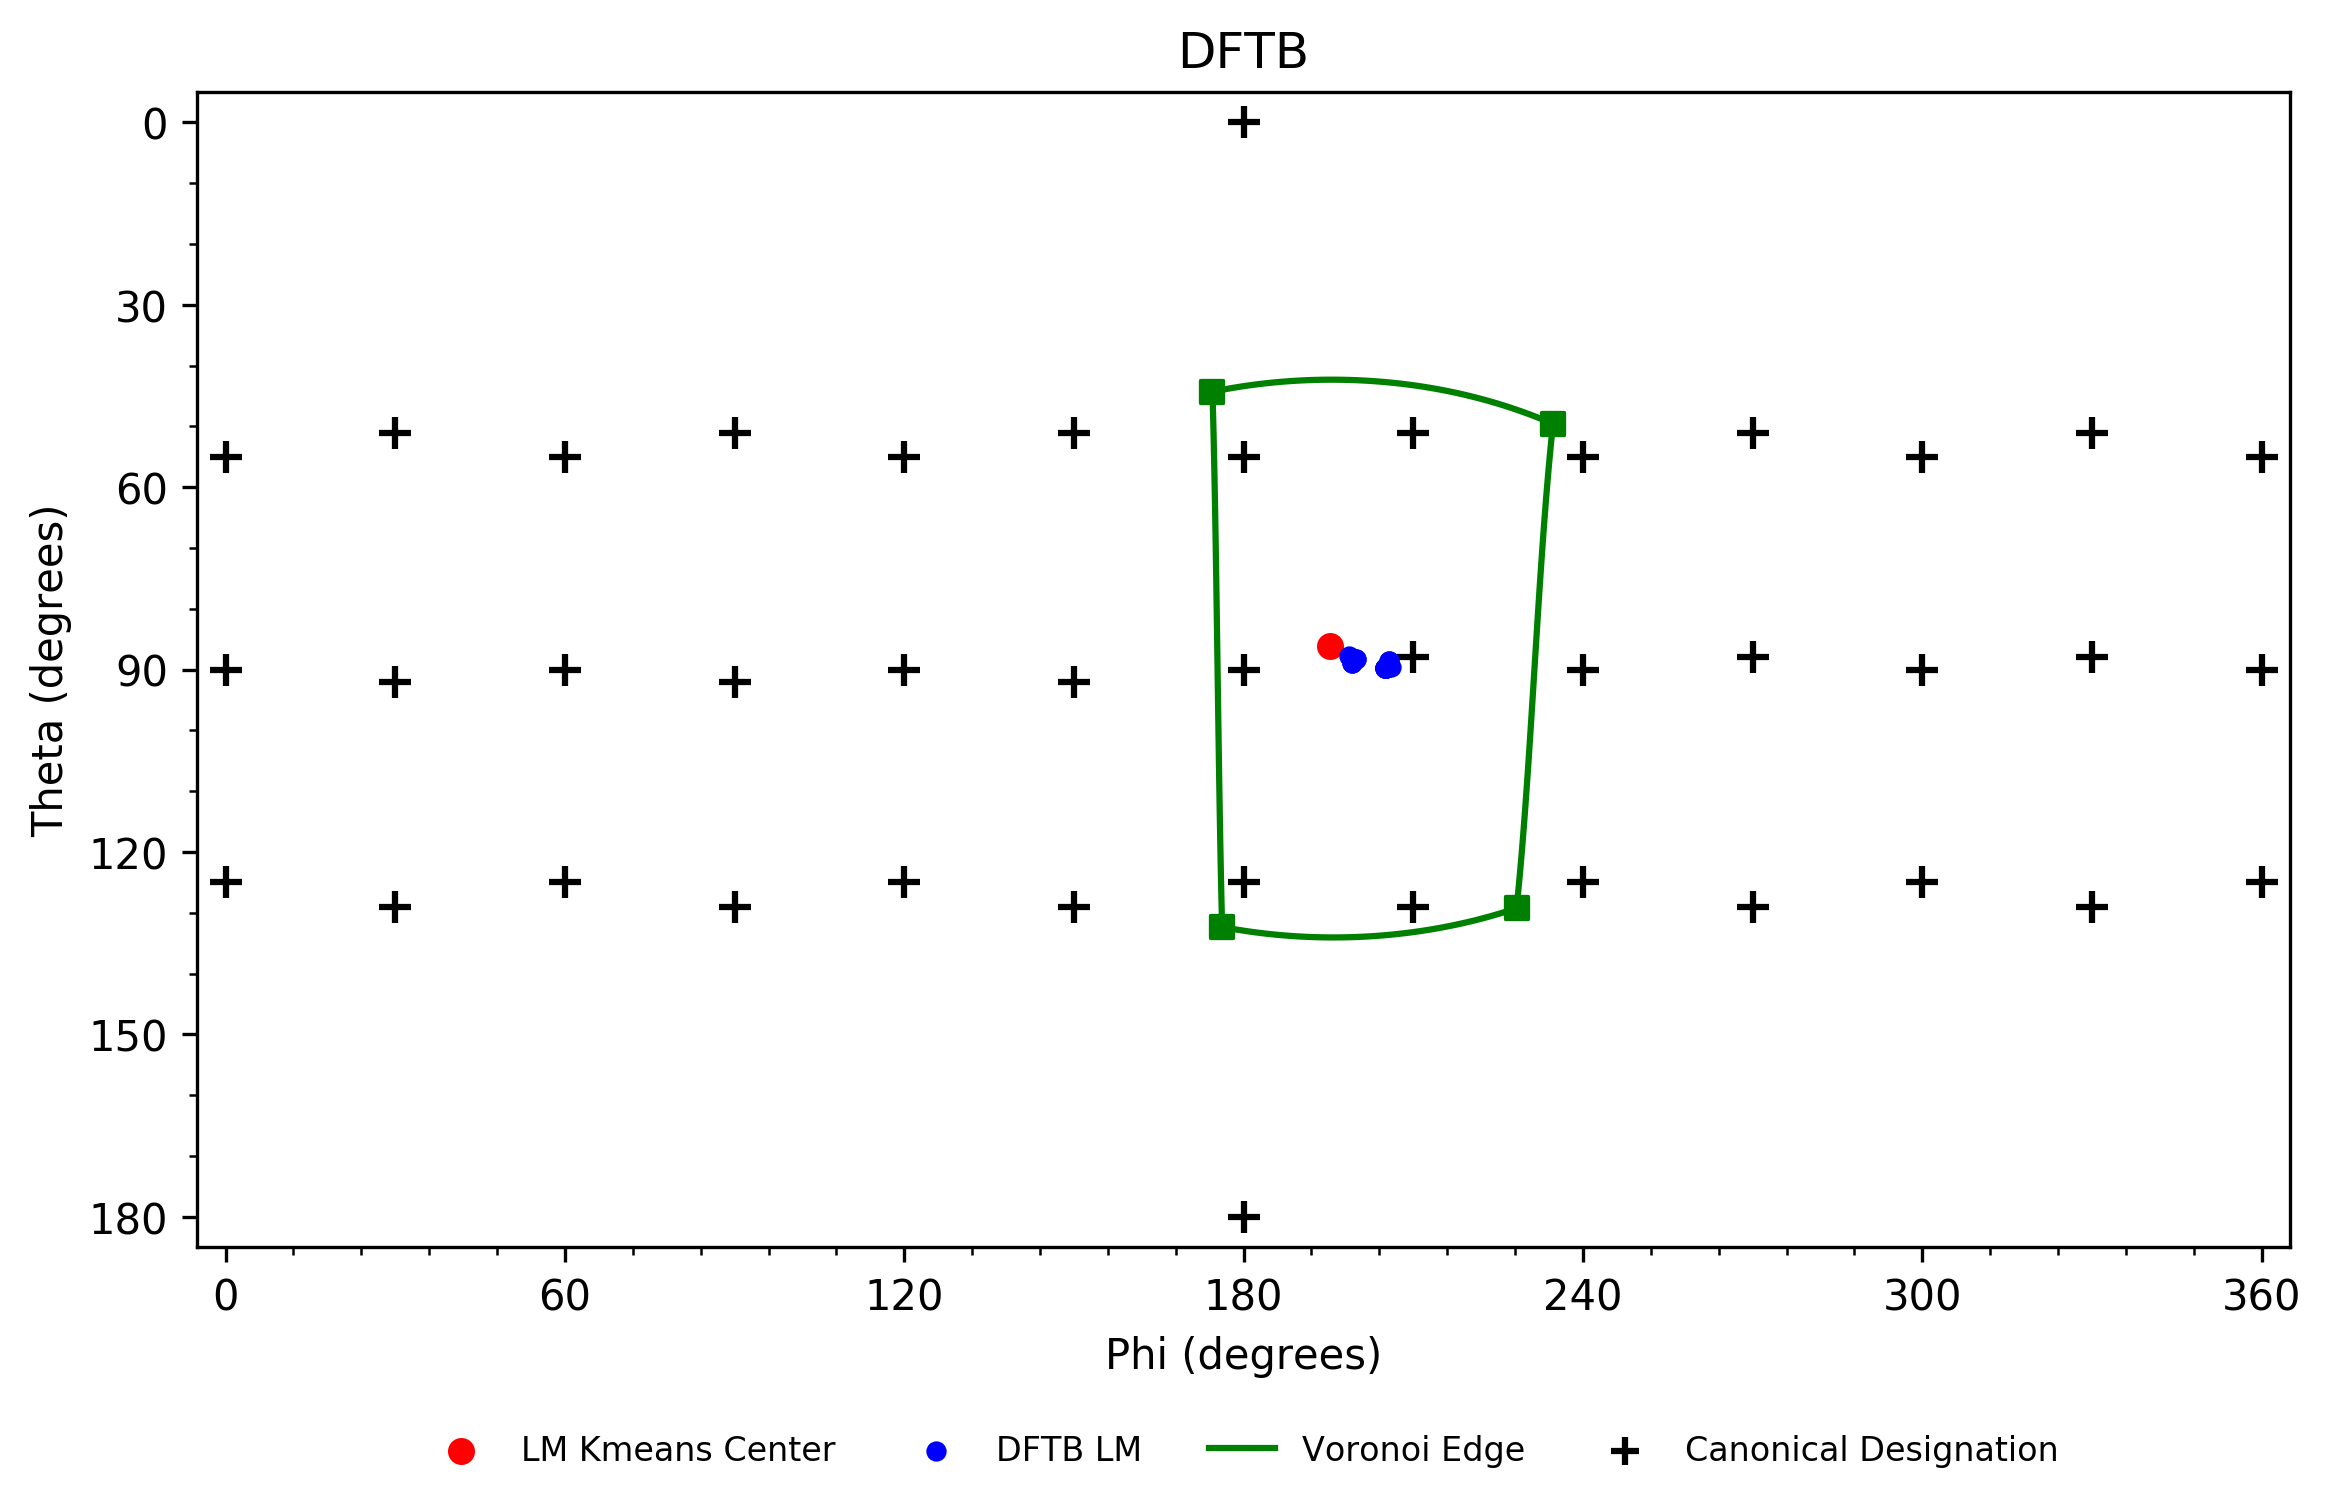 DFTB
0
30
60
90
120
150
180
Theta (degrees)
0 60 120 180 240 300 360
Phi (degrees)
LM Kmeans Center DFTB LM Voronoi Edge Canonical Designation